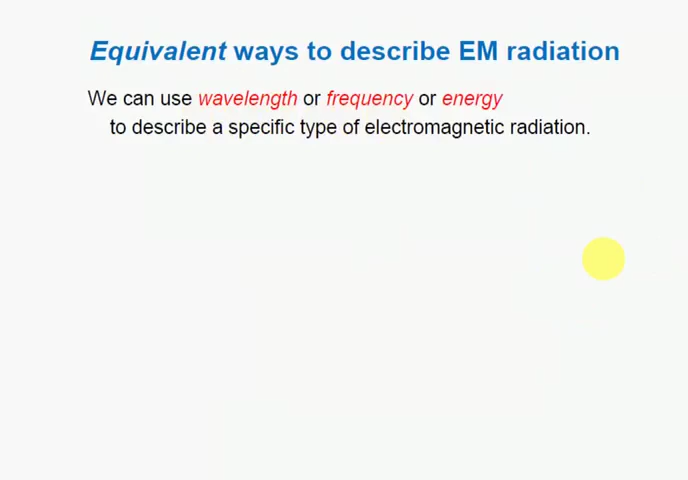 Equivalent ways to describe EM radiation
We can use wavelength or frequency or energy
to describe a specific type of electromagnetic radiation.